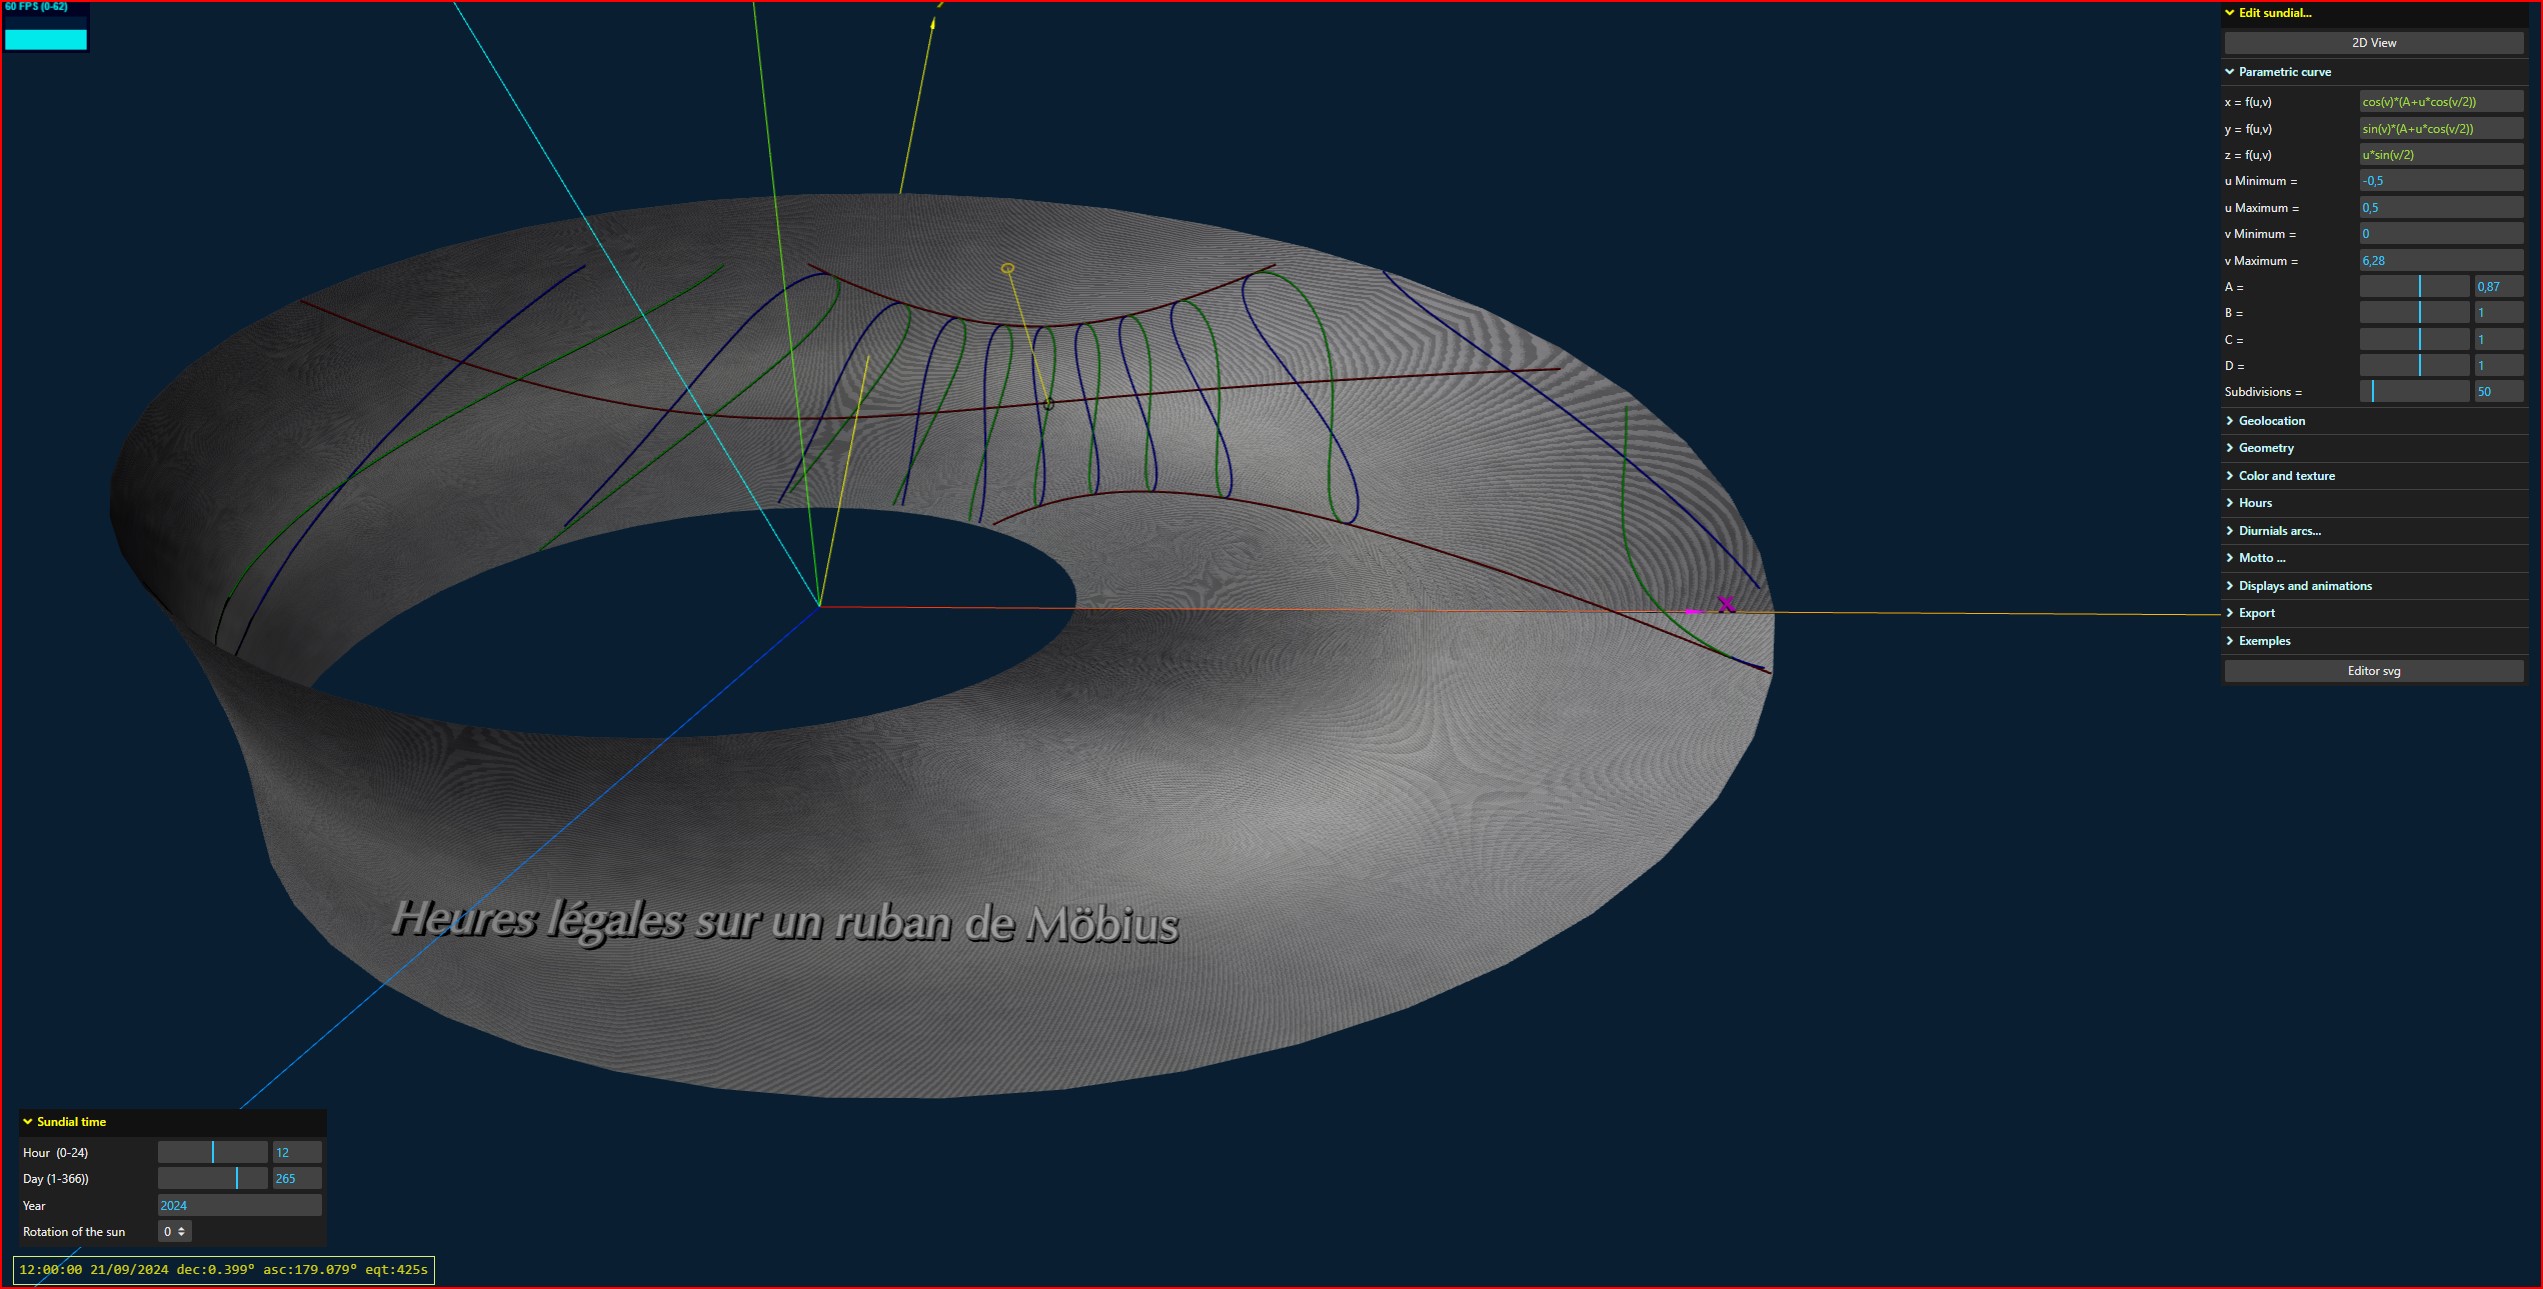 60 FPS (0-62)
Edit sundial...
2D View
Parametric curve
x = f(u,v) cos(v)*(A+u*cos(v/2))
y = f(u,v) sin(v)*(A+u*cos(v/2))
z = f(u,v) u*sin(v/2)
u Minimum = -0,5
u Maximum = 0,5
v Minimum = 0
v Maximum = 6,28
A = 0,87
B = 1
C = 1
D = 1
Subdivisions = 50
Geolocation
Geometry
Color and texture
Hours
Diurnials arcs...
Motto ...
Displays and animations
Export
Exemples
Editor svg
X
Heures légales sur un ruban de Möbius
Sundial time
Hour (0-24) 12
Day (1-366)) 265
Year 2024
Rotation of the sun 0
12:00:00 21/09/2024 dec:0.399° asc:179.079° eqt:425s